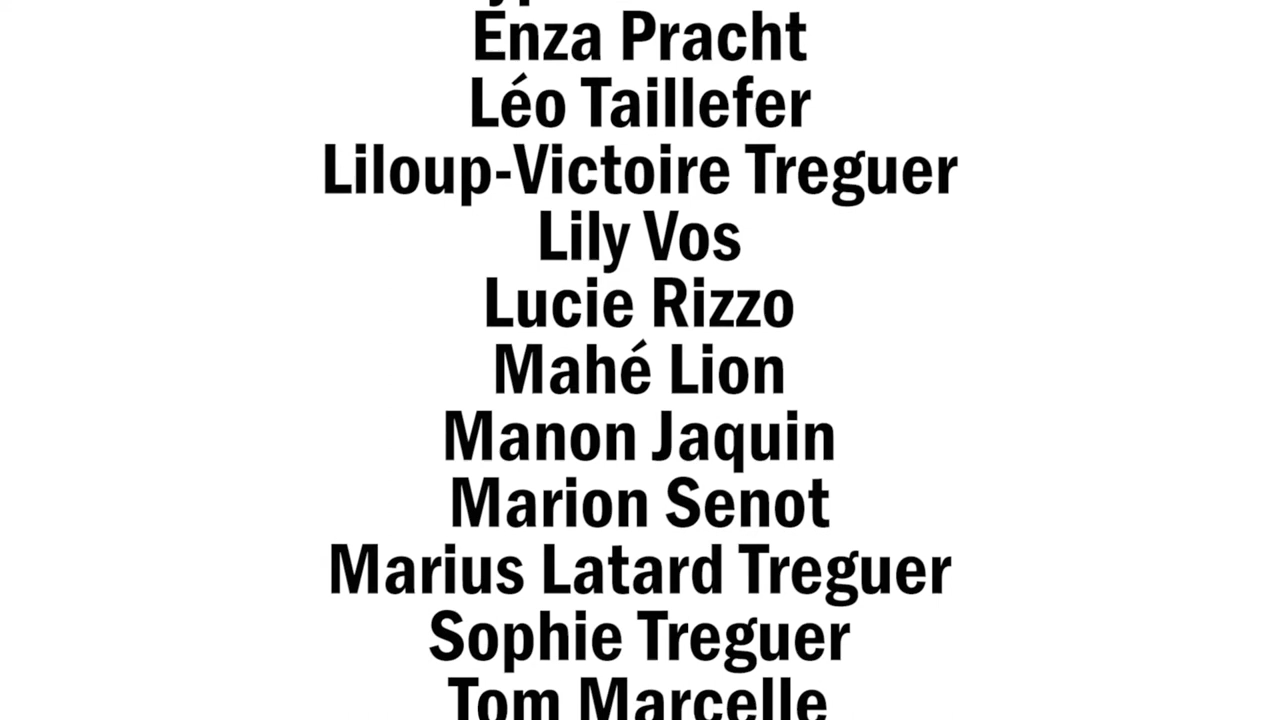 Enza Pracht
Léo Taillefer
Liloup-Victoire Treguer
Lily Vos
Lucie Rizzo
Mahé Lion
Manon Jaquin
Marion Senot
Marius Latard Treguer
Sophie Treguer
Tom Marcelle